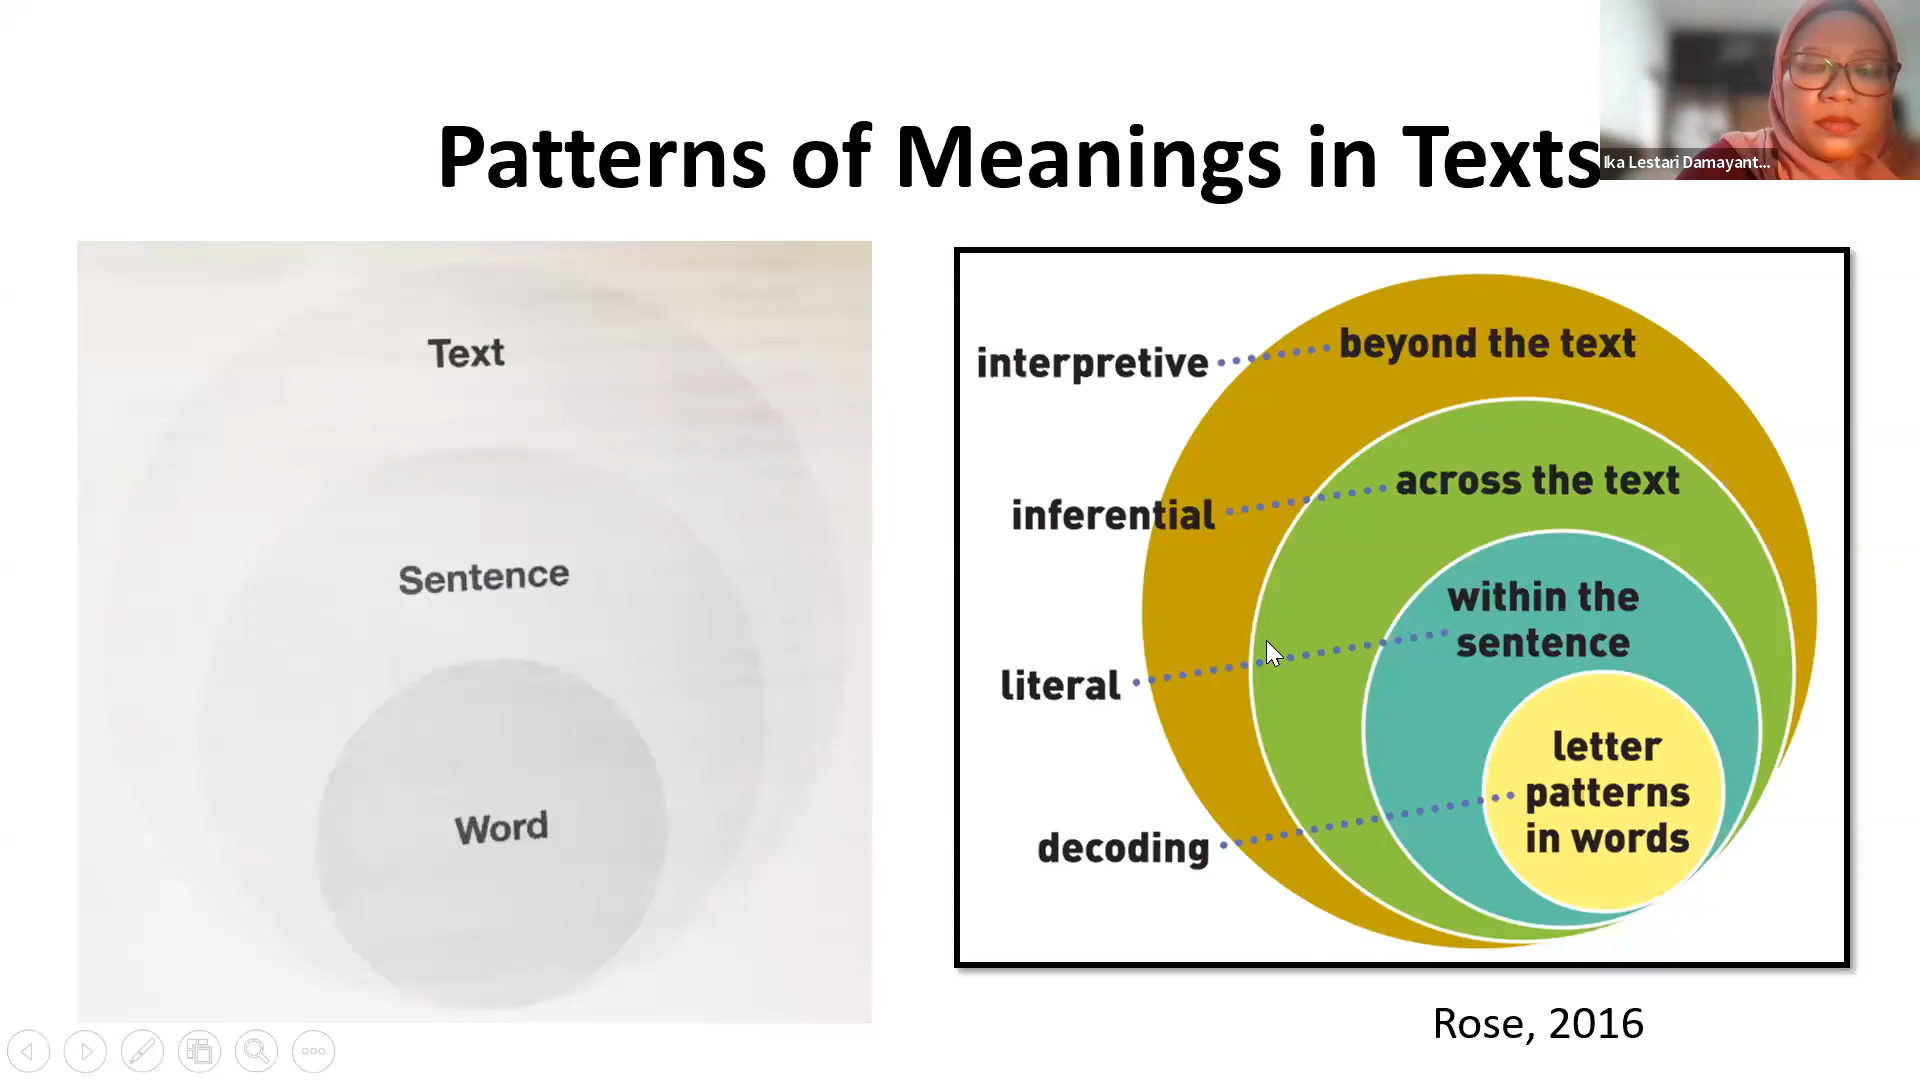 Patterns of Meanings in Texts
Ika Lestari Damayant...
Text
Sentence
Word
interpretive
beyond the text
inferential
across the text
literal
within the
sentence
decoding
letter
patterns
in words
Rose, 2016